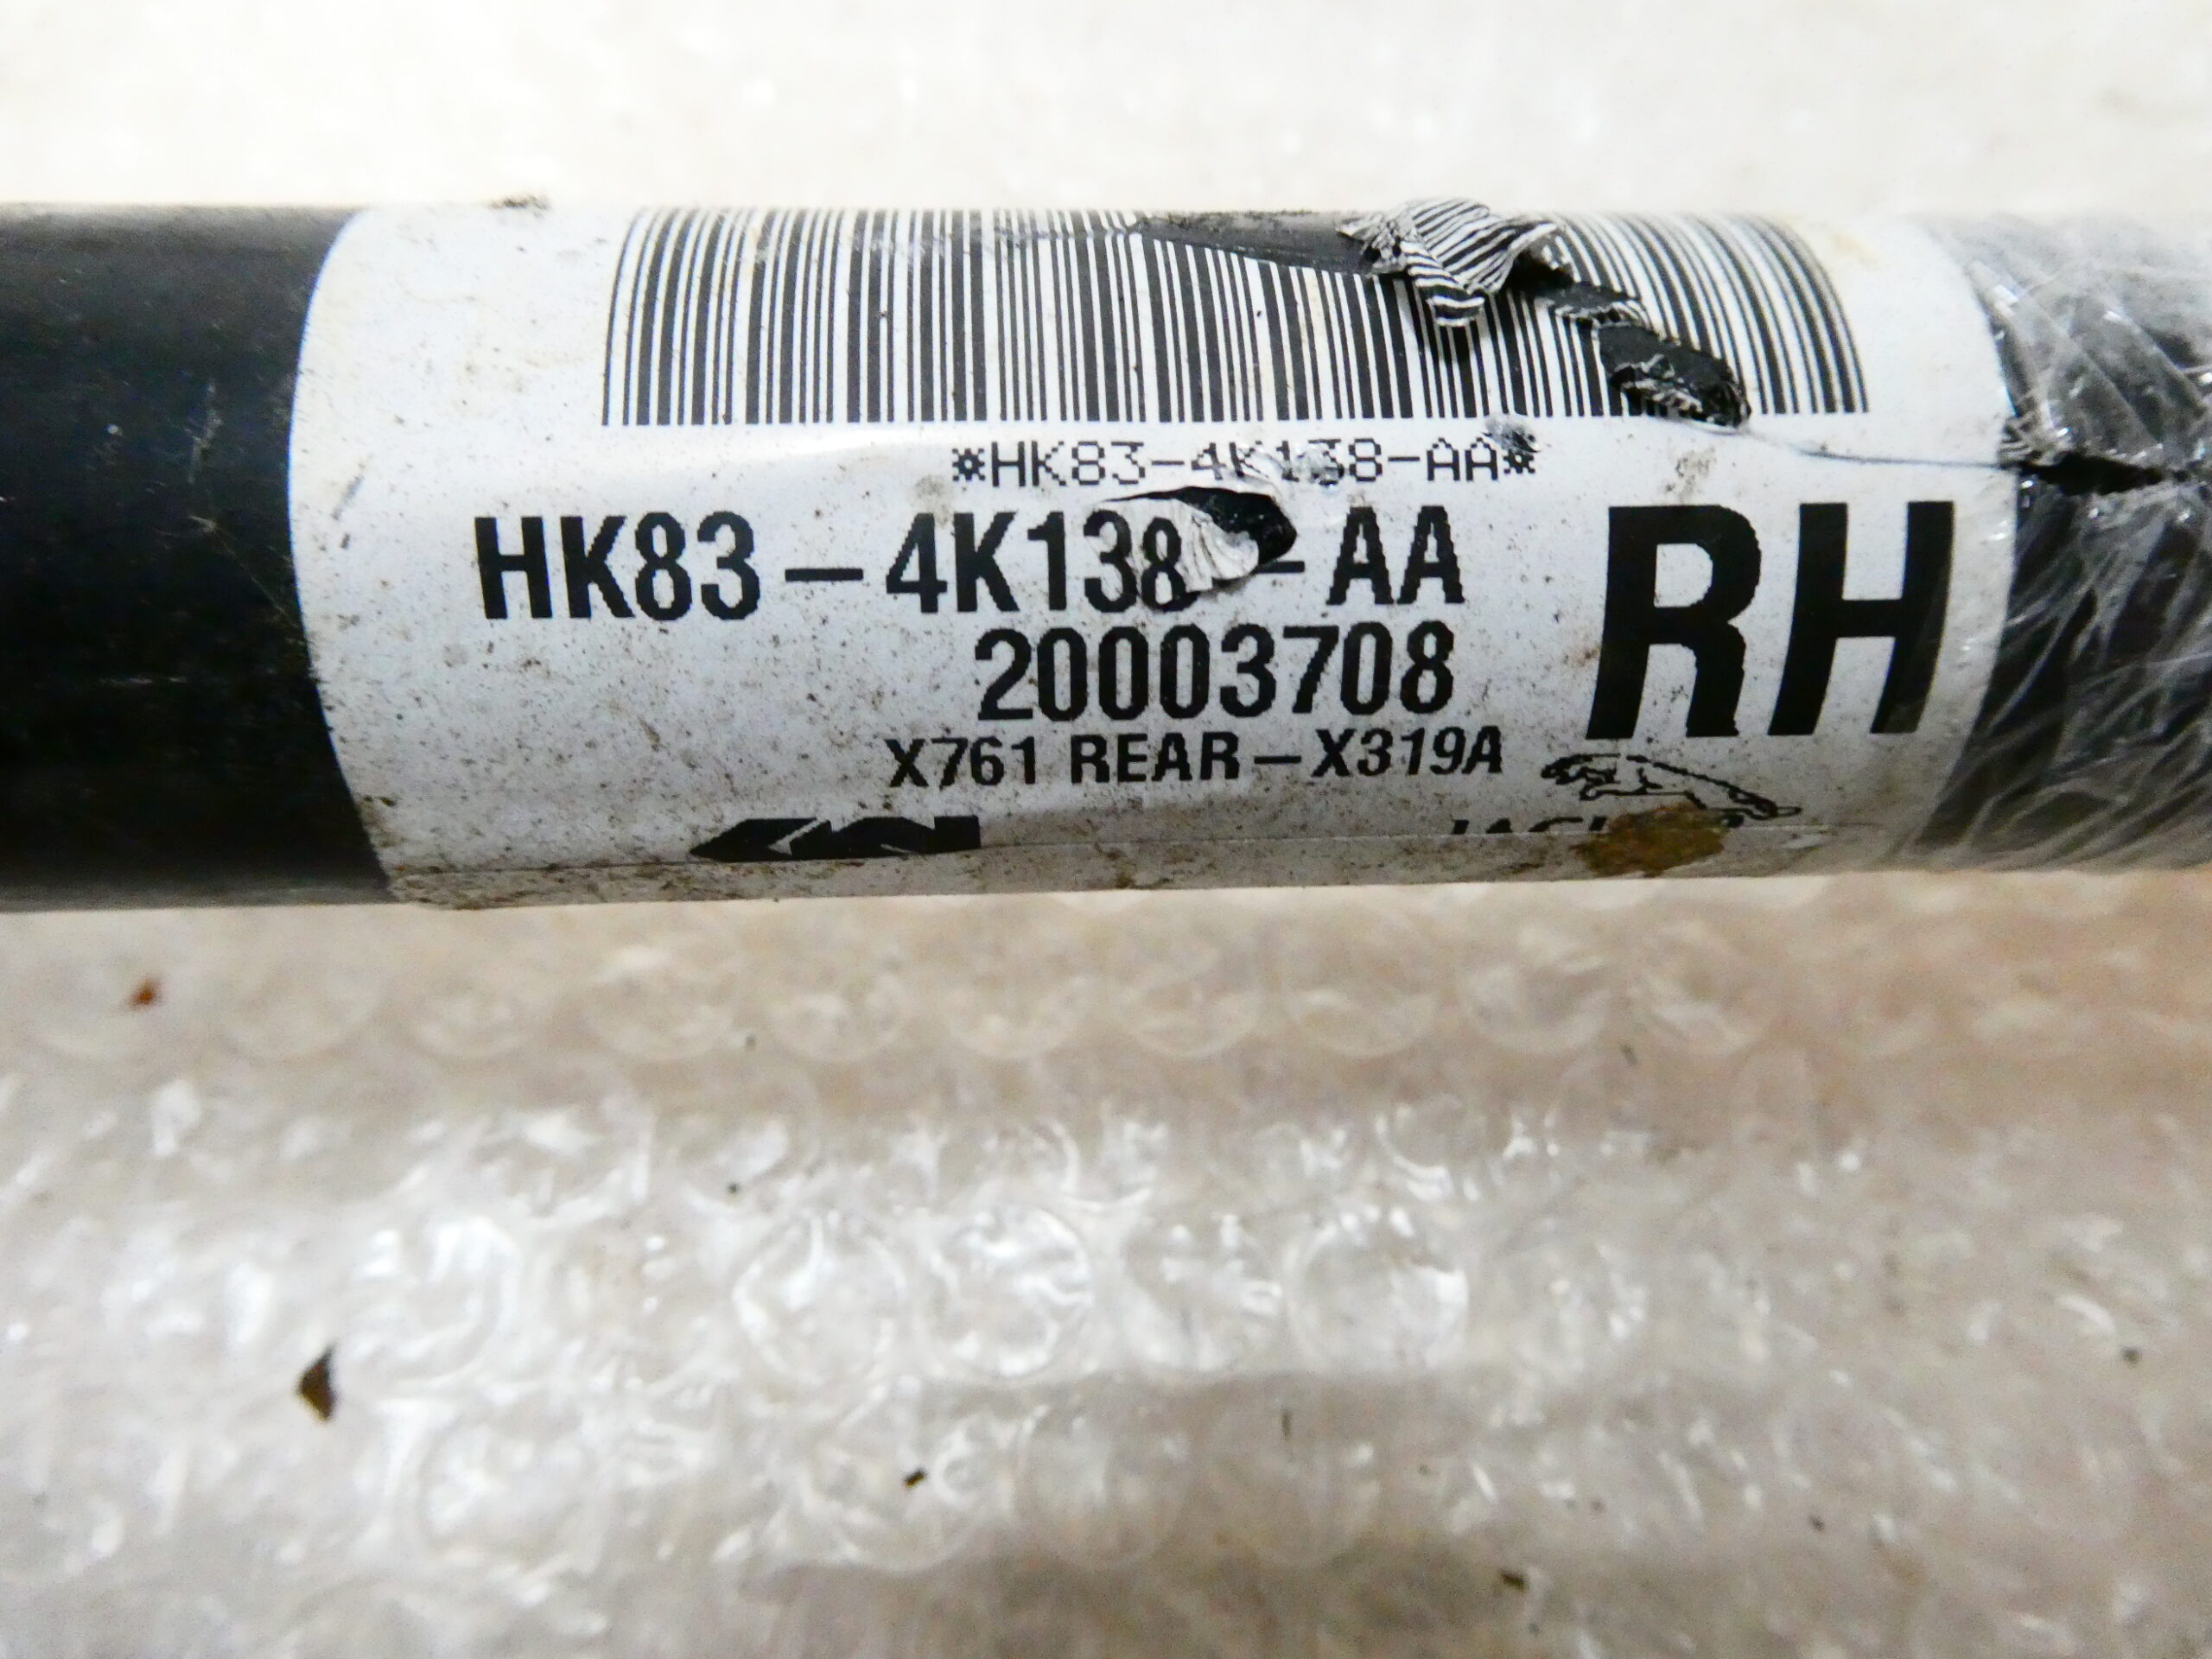 *HK83-4K138-AA*
HK83-4K138-AA RH
20003708
X761 REAR-X319A